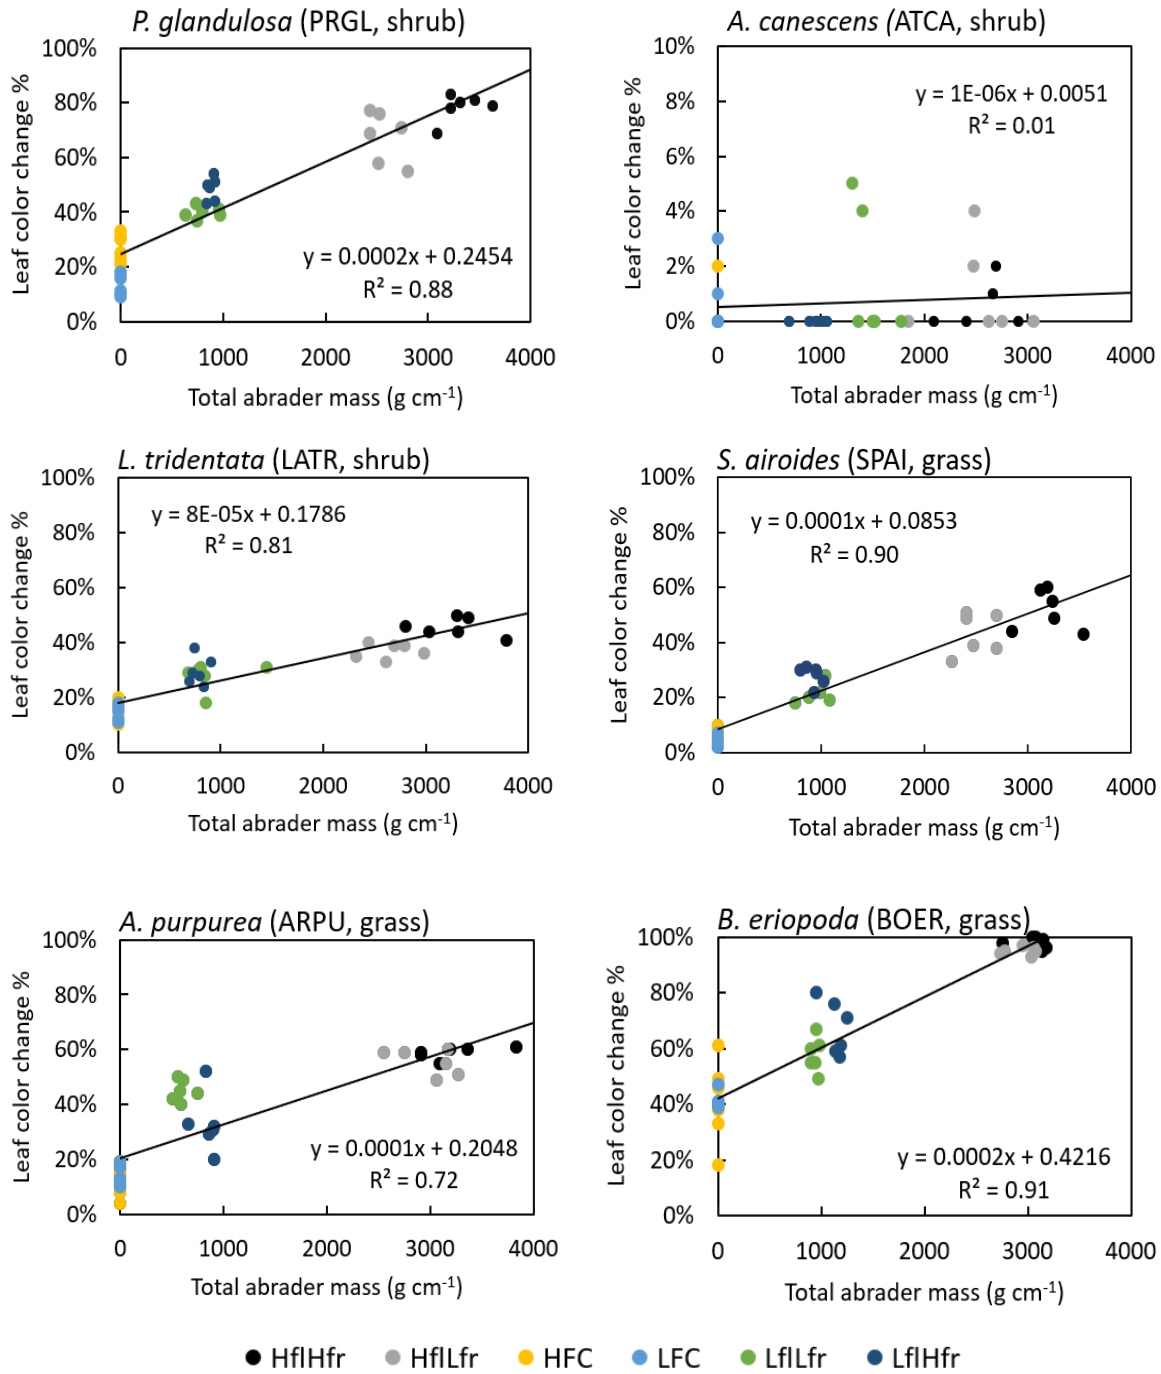 P. glandulosa (PRGL, shrub)
Leaf color change %
100%
80%
60%
40%
20%
0%
y = 0.0002x + 0.2454
R² = 0.88
0 1000 2000 3000 4000
Total abrader mass (g cm⁻¹)
A. canescens (ATCA, shrub)
Leaf color change %
10%
8%
6%
4%
2%
0%
y = 1E-06x + 0.0051
R² = 0.01
0 1000 2000 3000 4000
Total abrader mass (g cm⁻¹)
L. tridentata (LATR, shrub)
Leaf color change %
100%
80%
60%
40%
20%
0%
y = 8E-05x + 0.1786
R² = 0.81
0 1000 2000 3000 4000
Total abrader mass (g cm⁻¹)
S. airoides (SPAI, grass)
Leaf color change %
100%
80%
60%
40%
20%
0%
y = 0.0001x + 0.0853
R² = 0.90
0 1000 2000 3000 4000
Total abrader mass (g cm⁻¹)
A. purpurea (ARPU, grass)
Leaf color change %
100%
80%
60%
40%
20%
0%
y = 0.0001x + 0.2048
R² = 0.72
0 1000 2000 3000 4000
Total abrader mass (g cm⁻¹)
B. eriopoda (BOER, grass)
Leaf color change %
100%
80%
60%
40%
20%
0%
y = 0.0002x + 0.4216
R² = 0.91
0 1000 2000 3000 4000
Total abrader mass (g cm⁻¹)
HflHfr HflLfr HFC LFC LflLfr LflHfr